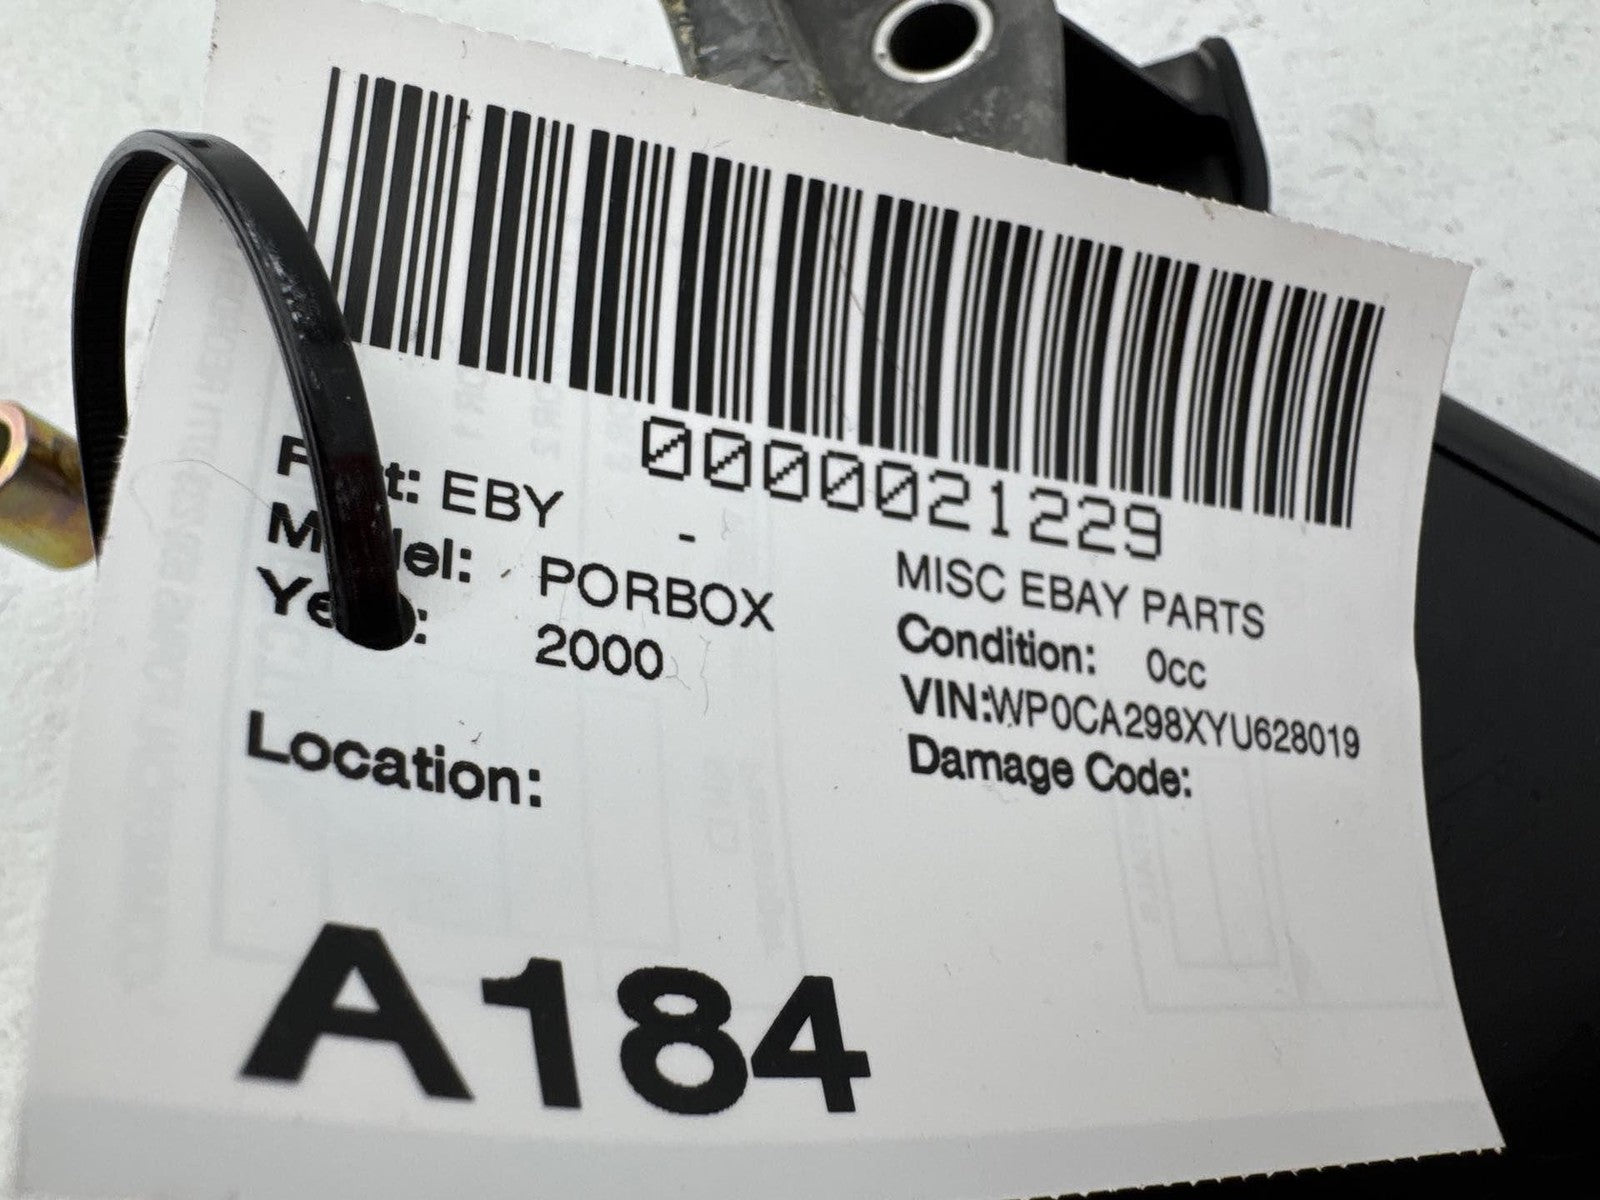 0000021229
EBY -
MISC EBAY PARTS
PORBOX
Condition: 0cc
2000
VIN:WP0CA298XYU628019
Location:
Damage Code:
A184